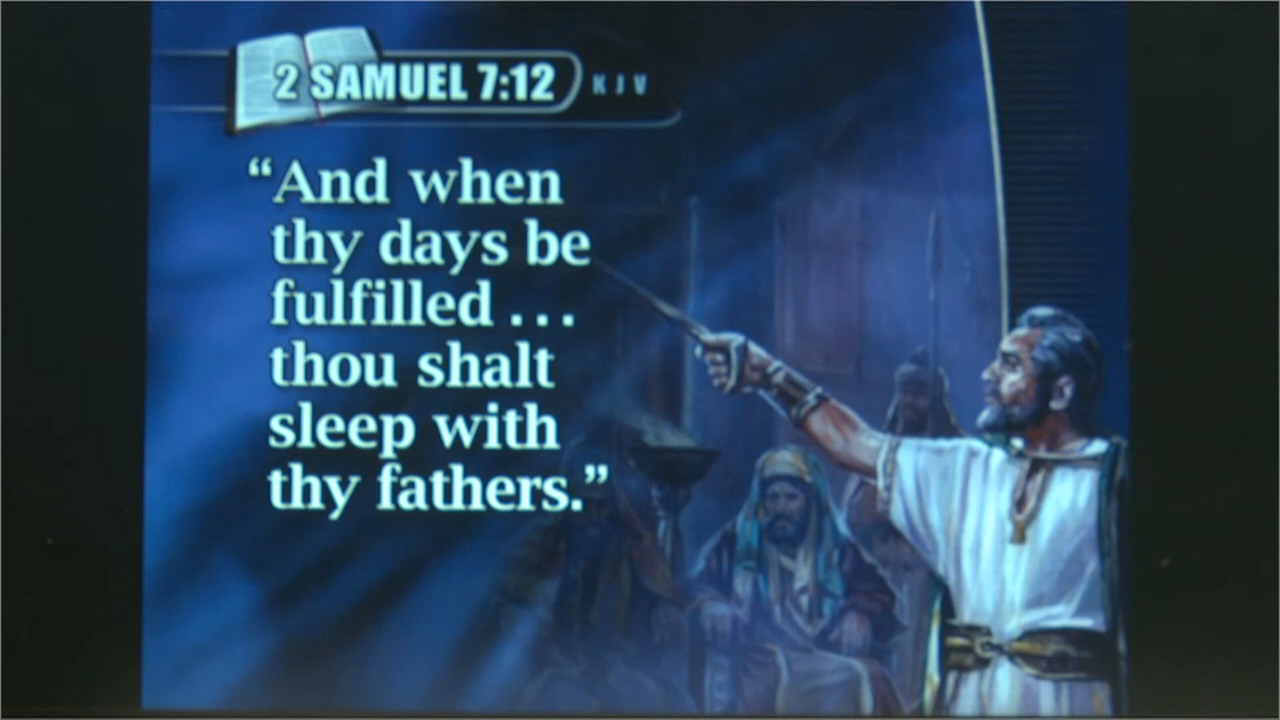 2 SAMUEL 7:12 KJV
“And when
thy days be
fulfilled . . .
thou shalt
sleep with
thy fathers.”